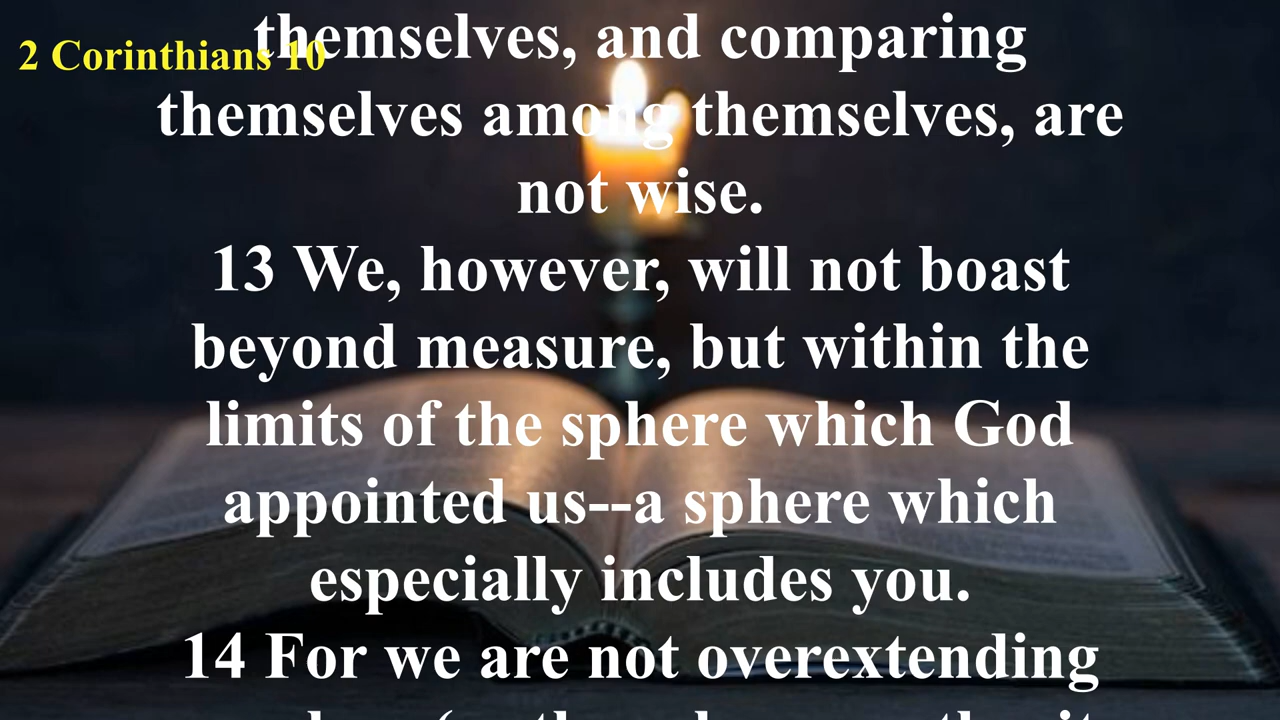 2 Corinthians 10
themselves, and comparing
themselves among themselves, are
not wise.
13 We, however, will not boast
beyond measure, but within the
limits of the sphere which God
appointed us--a sphere which
especially includes you.
14 For we are not overextending